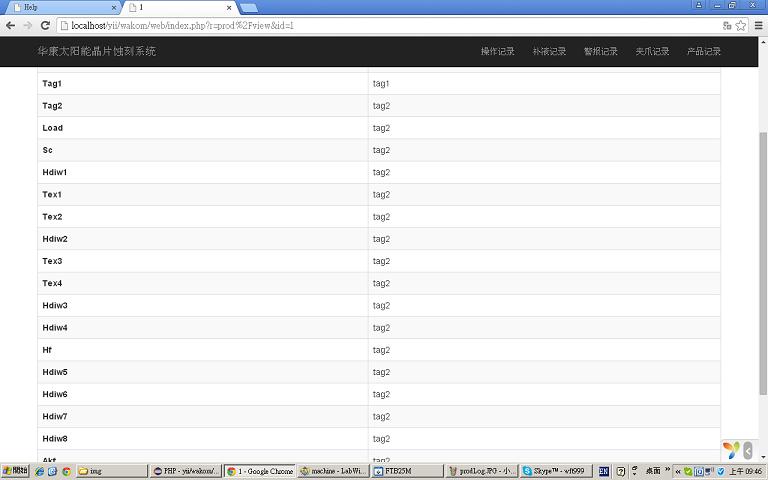 Help
1
localhost/yii/wakom/web/index.php?r=prod%2Fview&id=1
华康太阳能晶片蚀刻系统 操作记录 补液记录 警报记录 夹爪记录 产品记录
Tag1 tag1
Tag2 tag2
Load tag2
Sc tag2
Hdiw1 tag2
Tex1 tag2
Tex2 tag2
Hdiw2 tag2
Tex3 tag2
Tex4 tag2
Hdiw3 tag2
Hdiw4 tag2
Hf tag2
Hdiw5 tag2
Hdiw6 tag2
Hdiw7 tag2
Hdiw8 tag2
Akf tag2
開始 img PHP - yii/wakom/... 1 - Google Chrome machine - LabWi... FTB25M prodLog.JPG - 小... Skype™ - wft999 EN 桌面 » « 上午 09:46